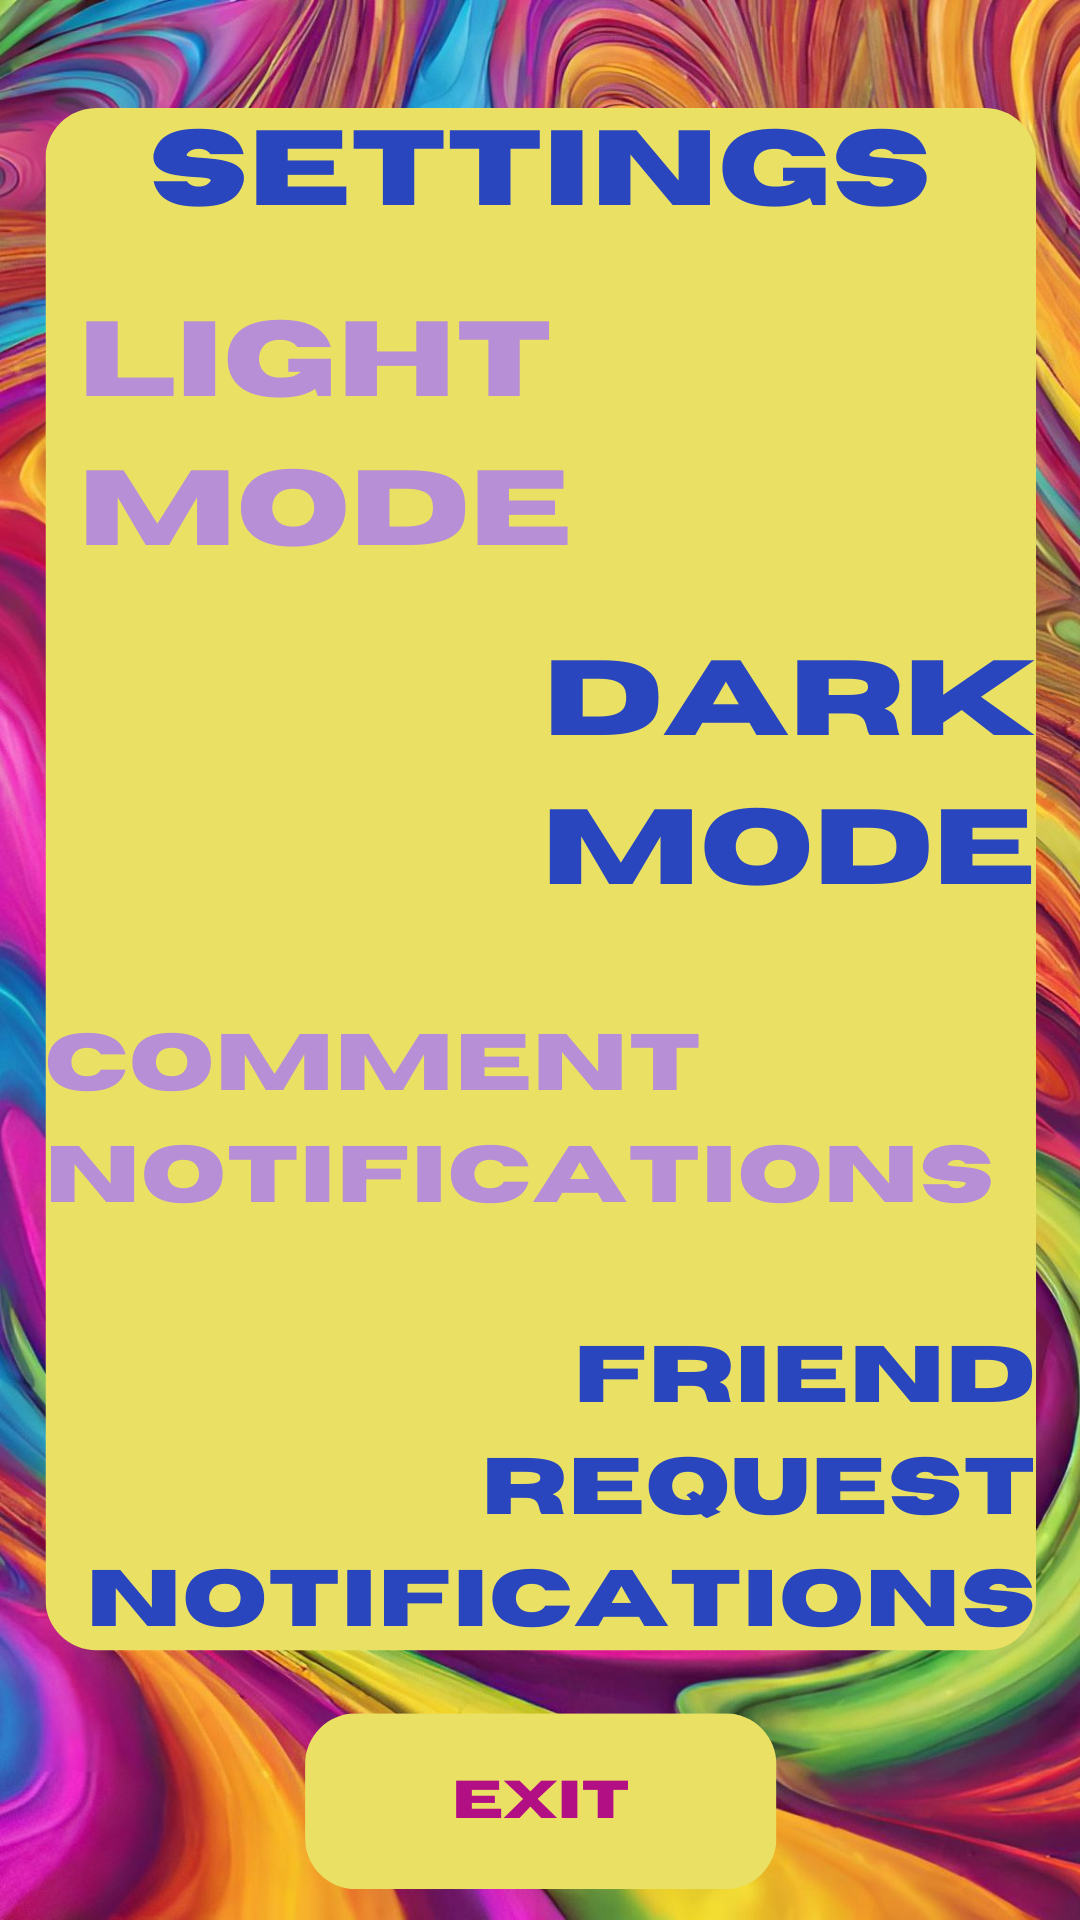 SETTINGS
LIGHT
MODE
DARK
MODE
COMMENT
NOTIFICATIONS
FRIEND
REQUEST
NOTIFICATIONS
EXIT